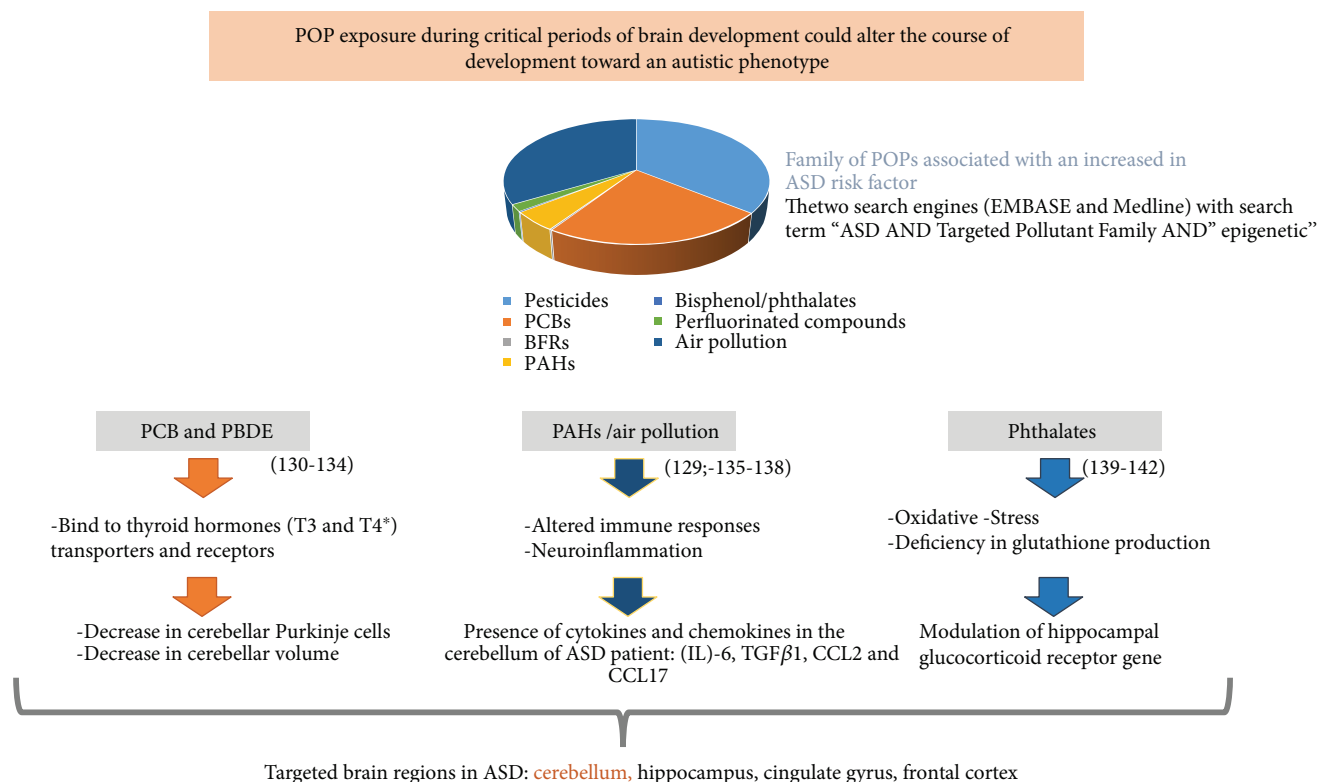 POP exposure during critical periods of brain development could alter the course of
development toward an autistic phenotype
Family of POPs associated with an increased in
ASD risk factor
Thetwo search engines (EMBASE and Medline) with search
term “ASD AND Targeted Pollutant Family AND” epigenetic”
Pesticides
PCBs
BFRs
PAHs
Bisphenol/phthalates
Perfluorinated compounds
Air pollution
PCB and PBDE
(130-134)
-Bind to thyroid hormones (T3 and T4*)
transporters and receptors
-Decrease in cerebellar Purkinje cells
-Decrease in cerebellar volume
PAHs /air pollution
(129;-135-138)
-Altered immune responses
-Neuroinflammation
Presence of cytokines and chemokines in the
cerebellum of ASD patient: (IL)-6, TGFβ1, CCL2 and
CCL17
Phthalates
(139-142)
-Oxidative -Stress
-Deficiency in glutathione production
Modulation of hippocampal
glucocorticoid receptor gene
Targeted brain regions in ASD: cerebellum, hippocampus, cingulate gyrus, frontal cortex